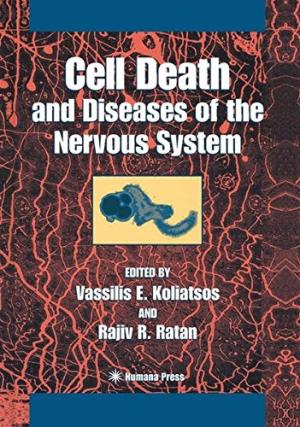 Cell Death
and Diseases of the
Nervous System
EDITED BY
Vassilis E. Koliatsos
AND
Rajiv R. Ratan
Humana Press